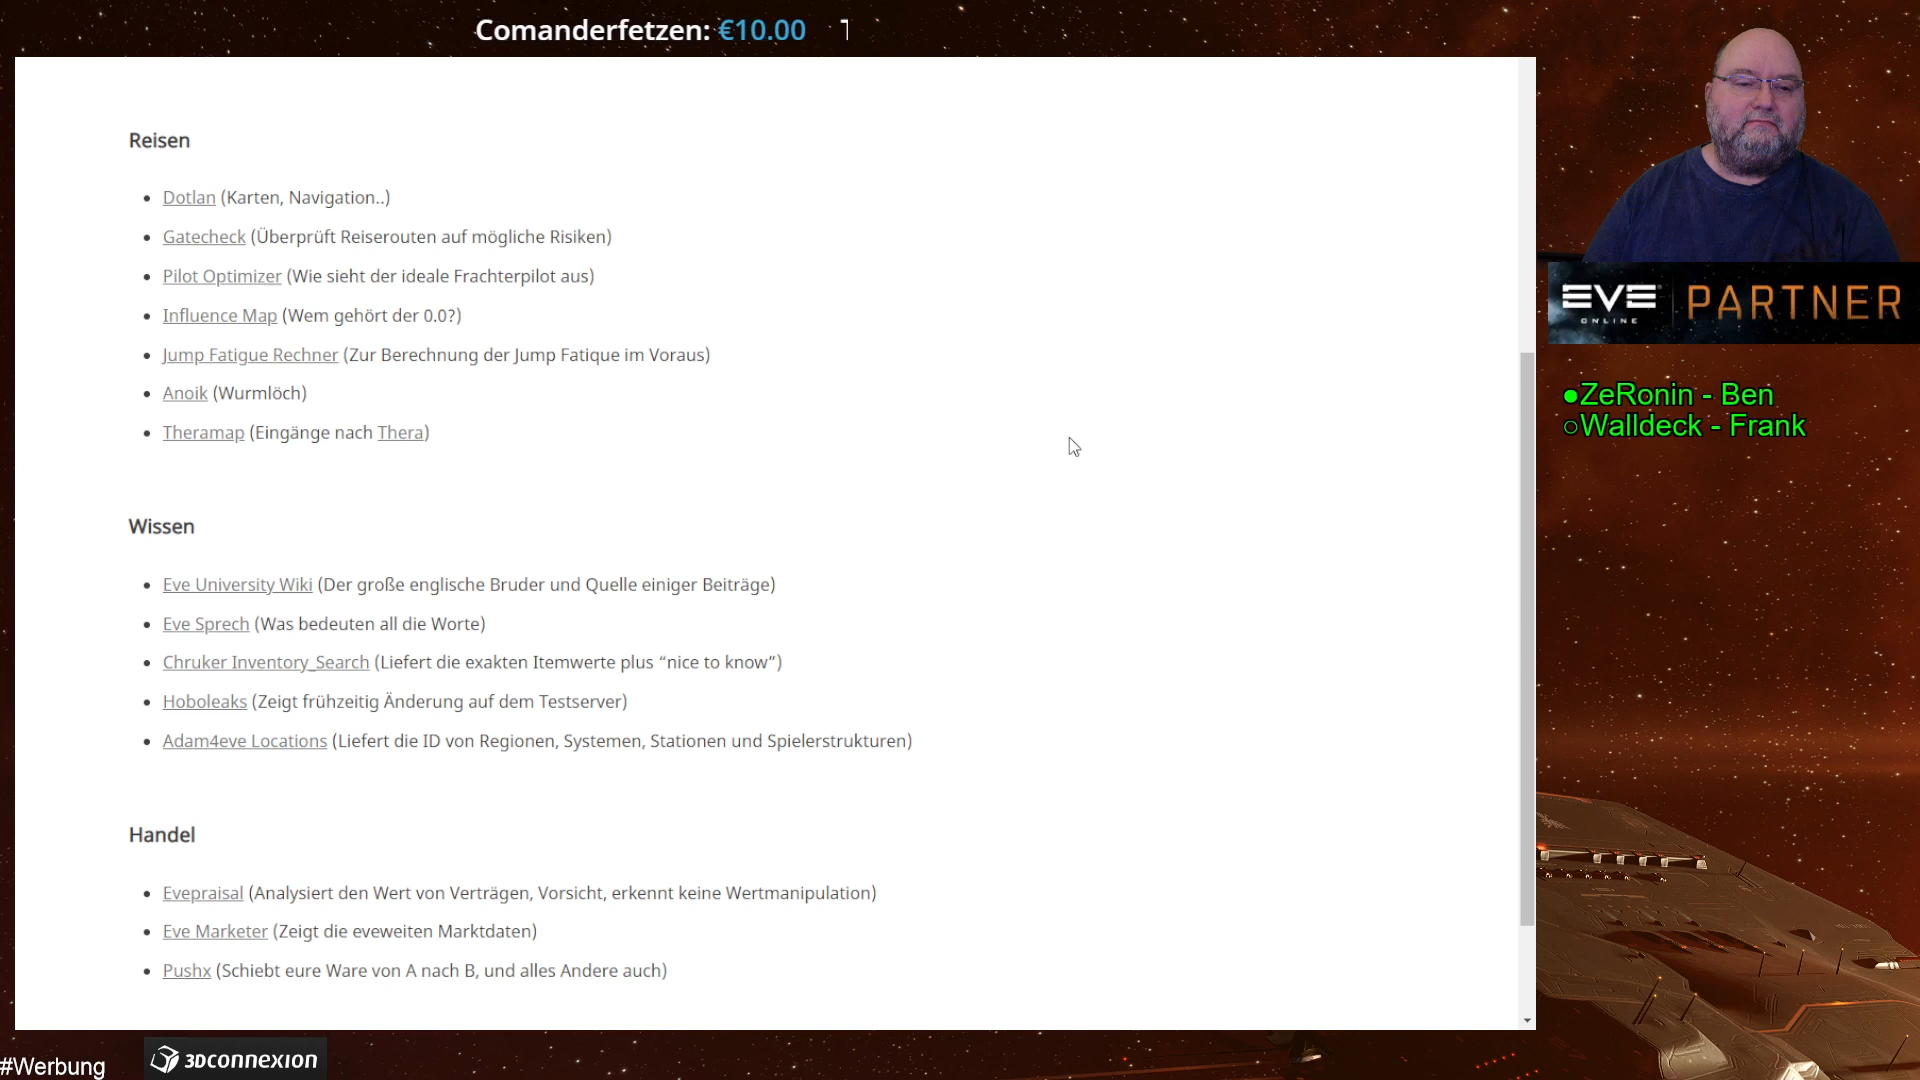 Comanderfetzen: €10.00
Reisen
Dotlan (Karten, Navigation..)
Gatecheck (Überprüft Reiserouten auf mögliche Risiken)
Pilot Optimizer (Wie sieht der ideale Frachterpilot aus)
Influence Map (Wem gehört der 0.0?)
Jump Fatigue Rechner (Zur Berechnung der Jump Fatique im Voraus)
Anoik (Wurmlöch)
Theramap (Eingänge nach Thera)
Wissen
Eve University Wiki (Der große englische Bruder und Quelle einiger Beiträge)
Eve Sprech (Was bedeuten all die Worte)
Chruker Inventory_Search (Liefert die exakten Itemwerte plus “nice to know”)
Hoboleaks (Zeigt frühzeitig Änderung auf dem Testserver)
Adam4eve Locations (Liefert die ID von Regionen, Systemen, Stationen und Spielerstrukturen)
Handel
Evepraisal (Analysiert den Wert von Verträgen, Vorsicht, erkennt keine Wertmanipulation)
Eve Marketer (Zeigt die eveweiten Marktdaten)
Pushx (Schiebt eure Ware von A nach B, und alles Andere auch)
EVE ONLINE PARTNER
●ZeRonin - Ben
○Walldeck - Frank
#Werbung
3DCONNEXION